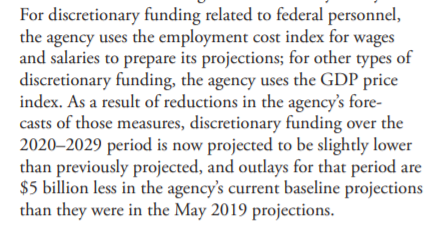 For discretionary funding related to federal personnel,
the agency uses the employment cost index for wages
and salaries to prepare its projections; for other types of
discretionary funding, the agency uses the GDP price
index. As a result of reductions in the agency’s fore-
casts of those measures, discretionary funding over the
2020–2029 period is now projected to be slightly lower
than previously projected, and outlays for that period are
$5 billion less in the agency’s current baseline projections
than they were in the May 2019 projections.